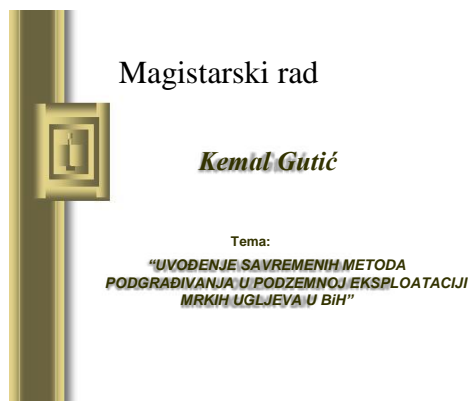 Magistarski rad
Kemal Gutić
Tema:
“UVOĐENJE SAVREMENIH METODA
PODGRAĐIVANJA U PODZEMNOJ EKSPLOATACIJI
MRKIH UGLJEVA U BiH”